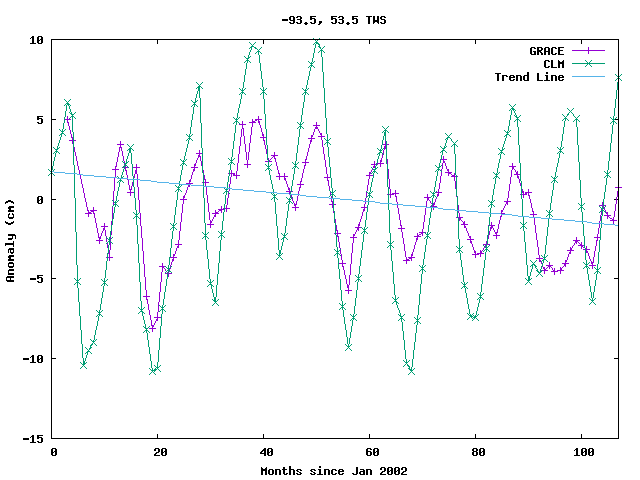 -93.5, 53.5 TWS
GRACE
CLM
Trend Line
10
5
0
-5
-10
-15
Anomaly (cm)
0 20 40 60 80 100
Months since Jan 2002